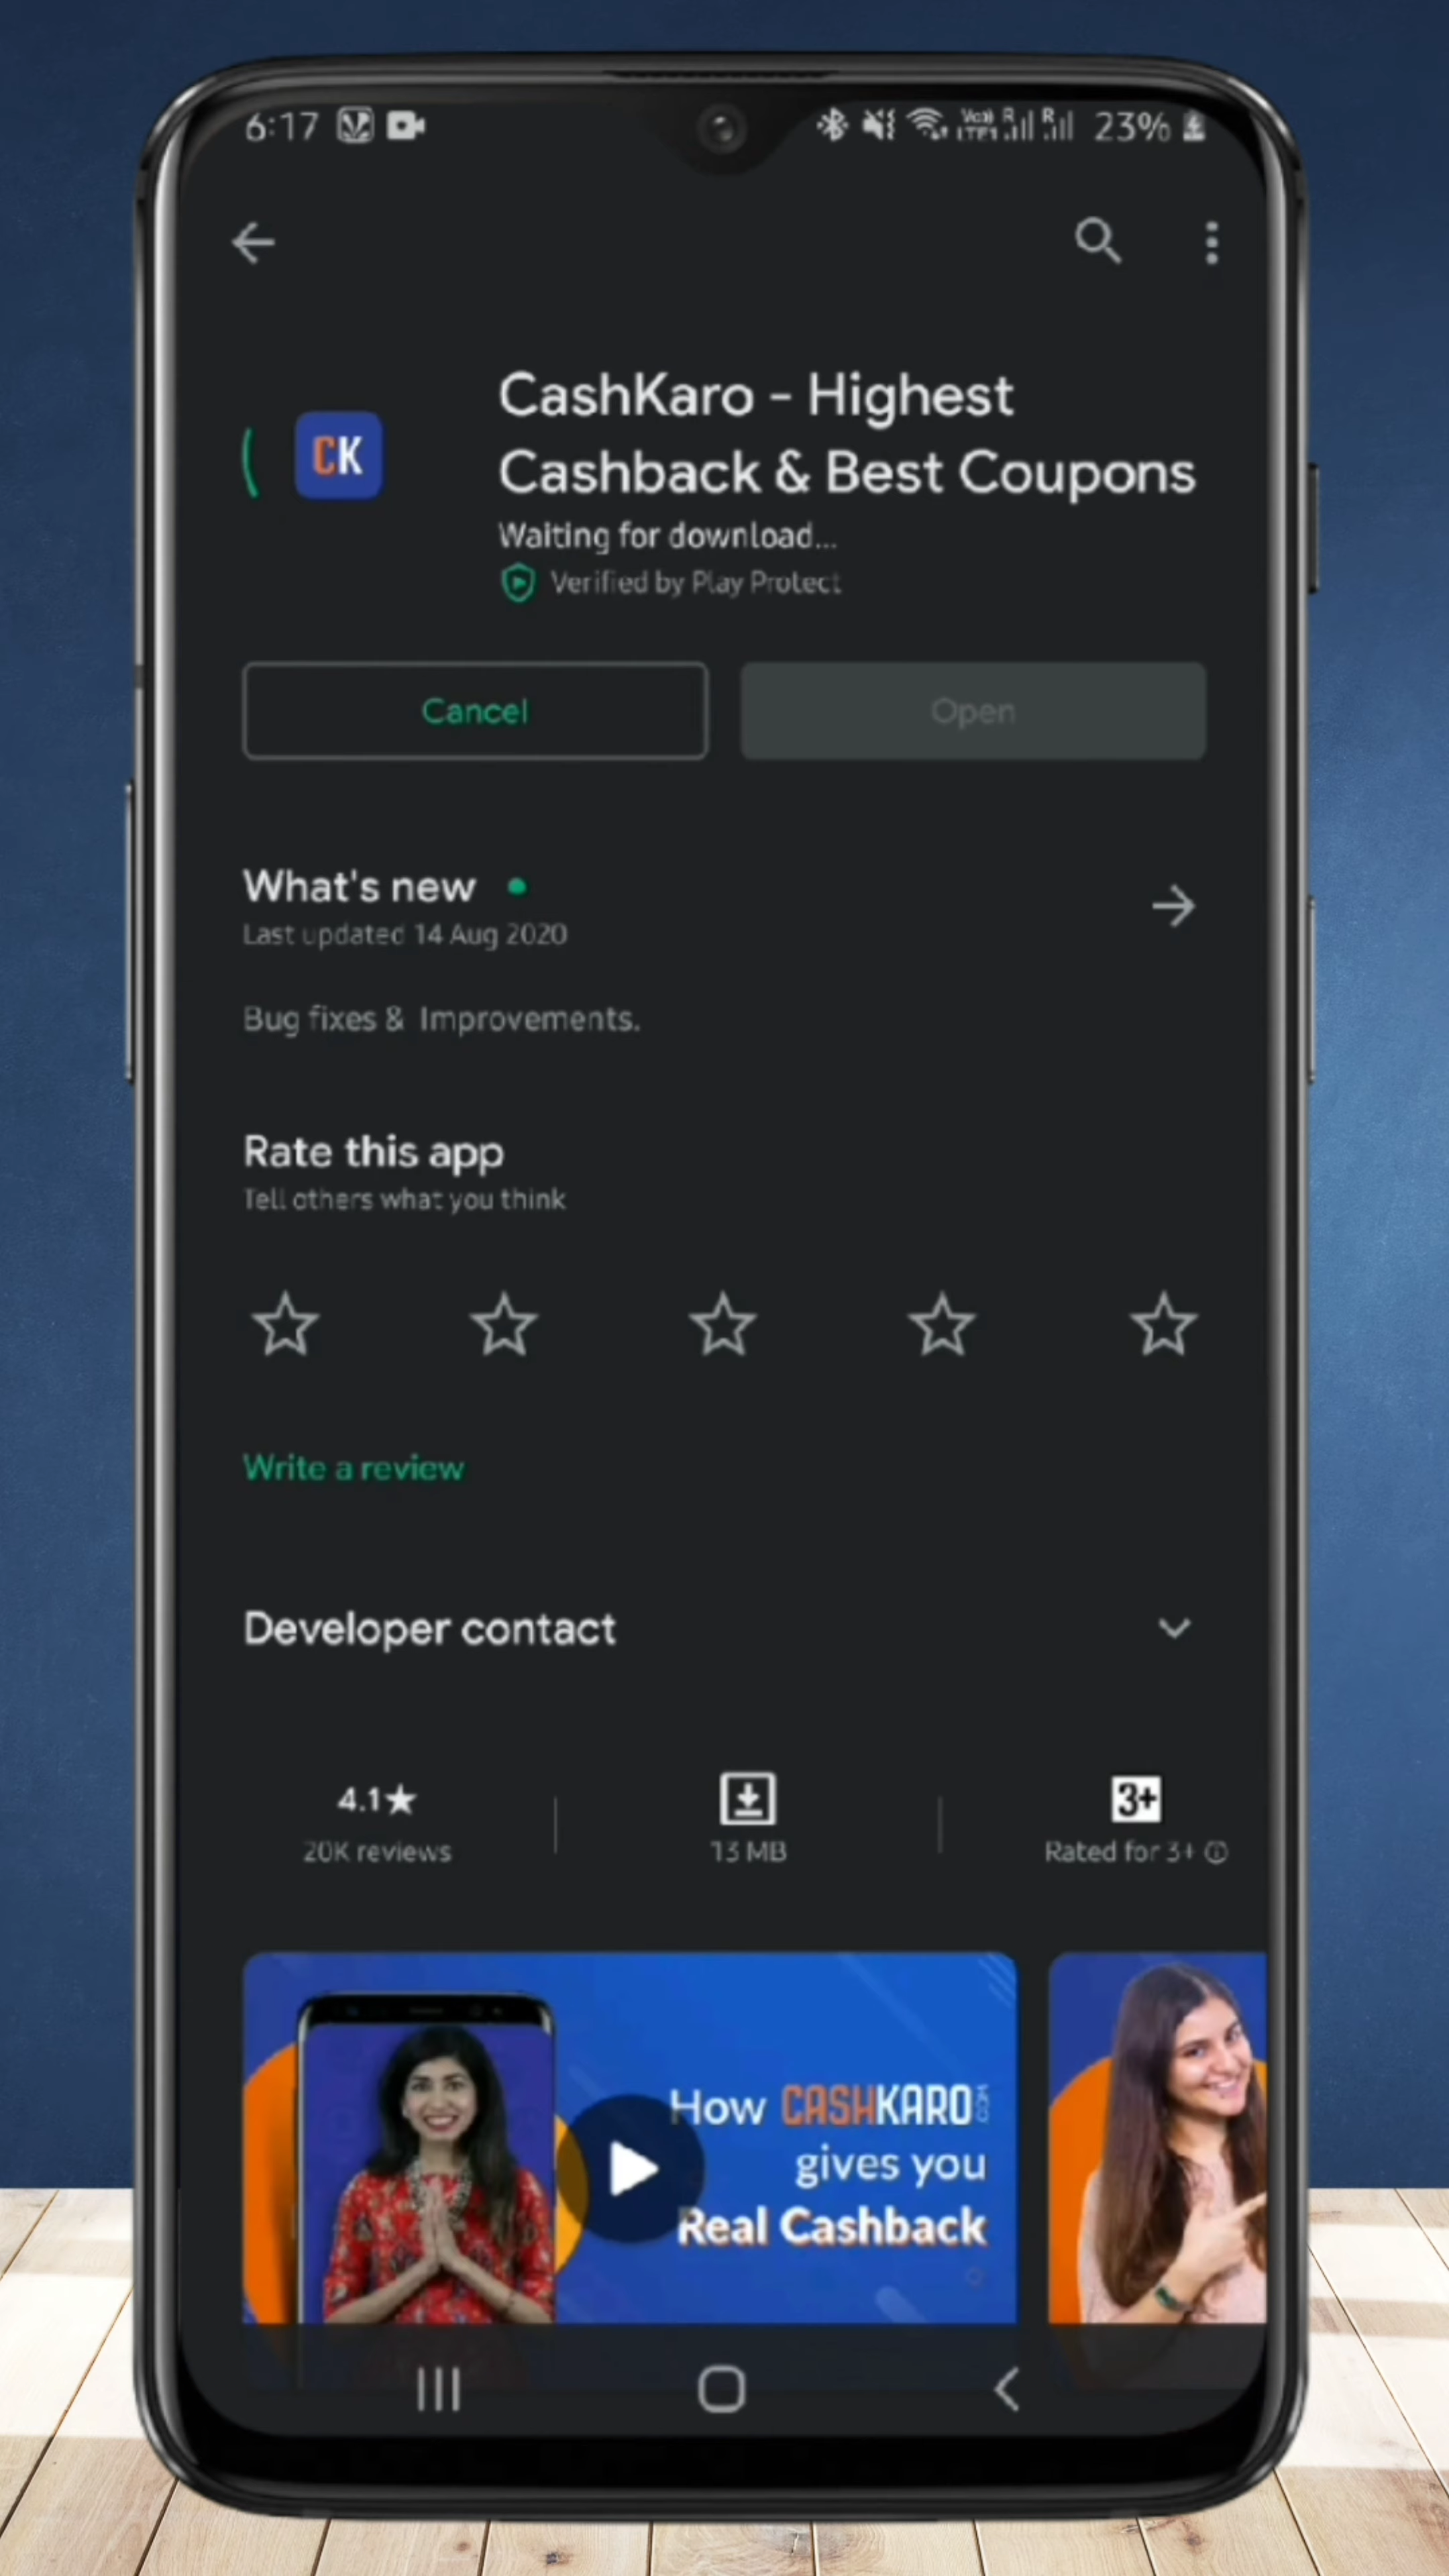 6:17
23%
CashKaro - Highest
Cashback & Best Coupons
CK
Waiting for download...
Verified by Play Protect
Cancel
Open
What's new
Last updated 14 Aug 2020
Bug fixes & Improvements.
Rate this app
Tell others what you think
Write a review
Developer contact
4.1★
3+
20K reviews
13 MB
Rated for 3+
How CASHKARO
gives you
Real Cashback